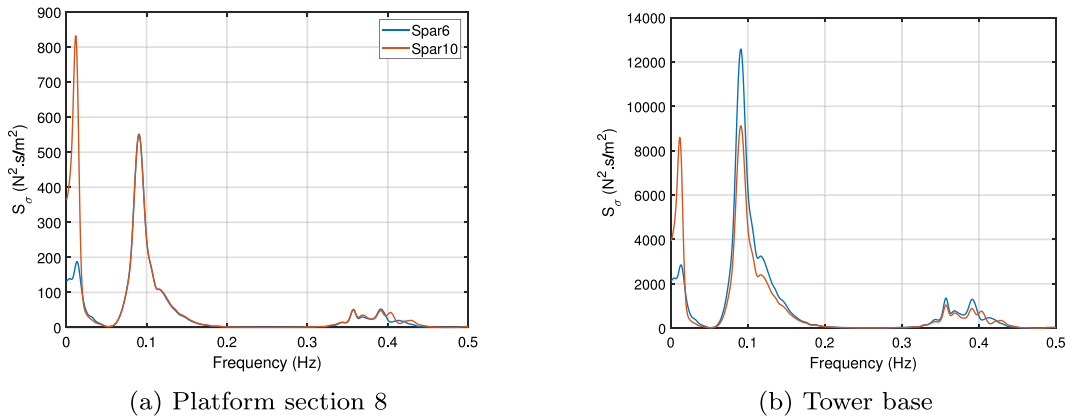 900
800
700
600
500
400
300
200
100
0
S_σ (N².s/m²)
0 0.1 0.2 0.3 0.4 0.5
Frequency (Hz)
Spar6
Spar10
(a) Platform section 8
14000
12000
10000
8000
6000
4000
2000
0
S_σ (N².s/m²)
0 0.1 0.2 0.3 0.4 0.5
Frequency (Hz)
(b) Tower base